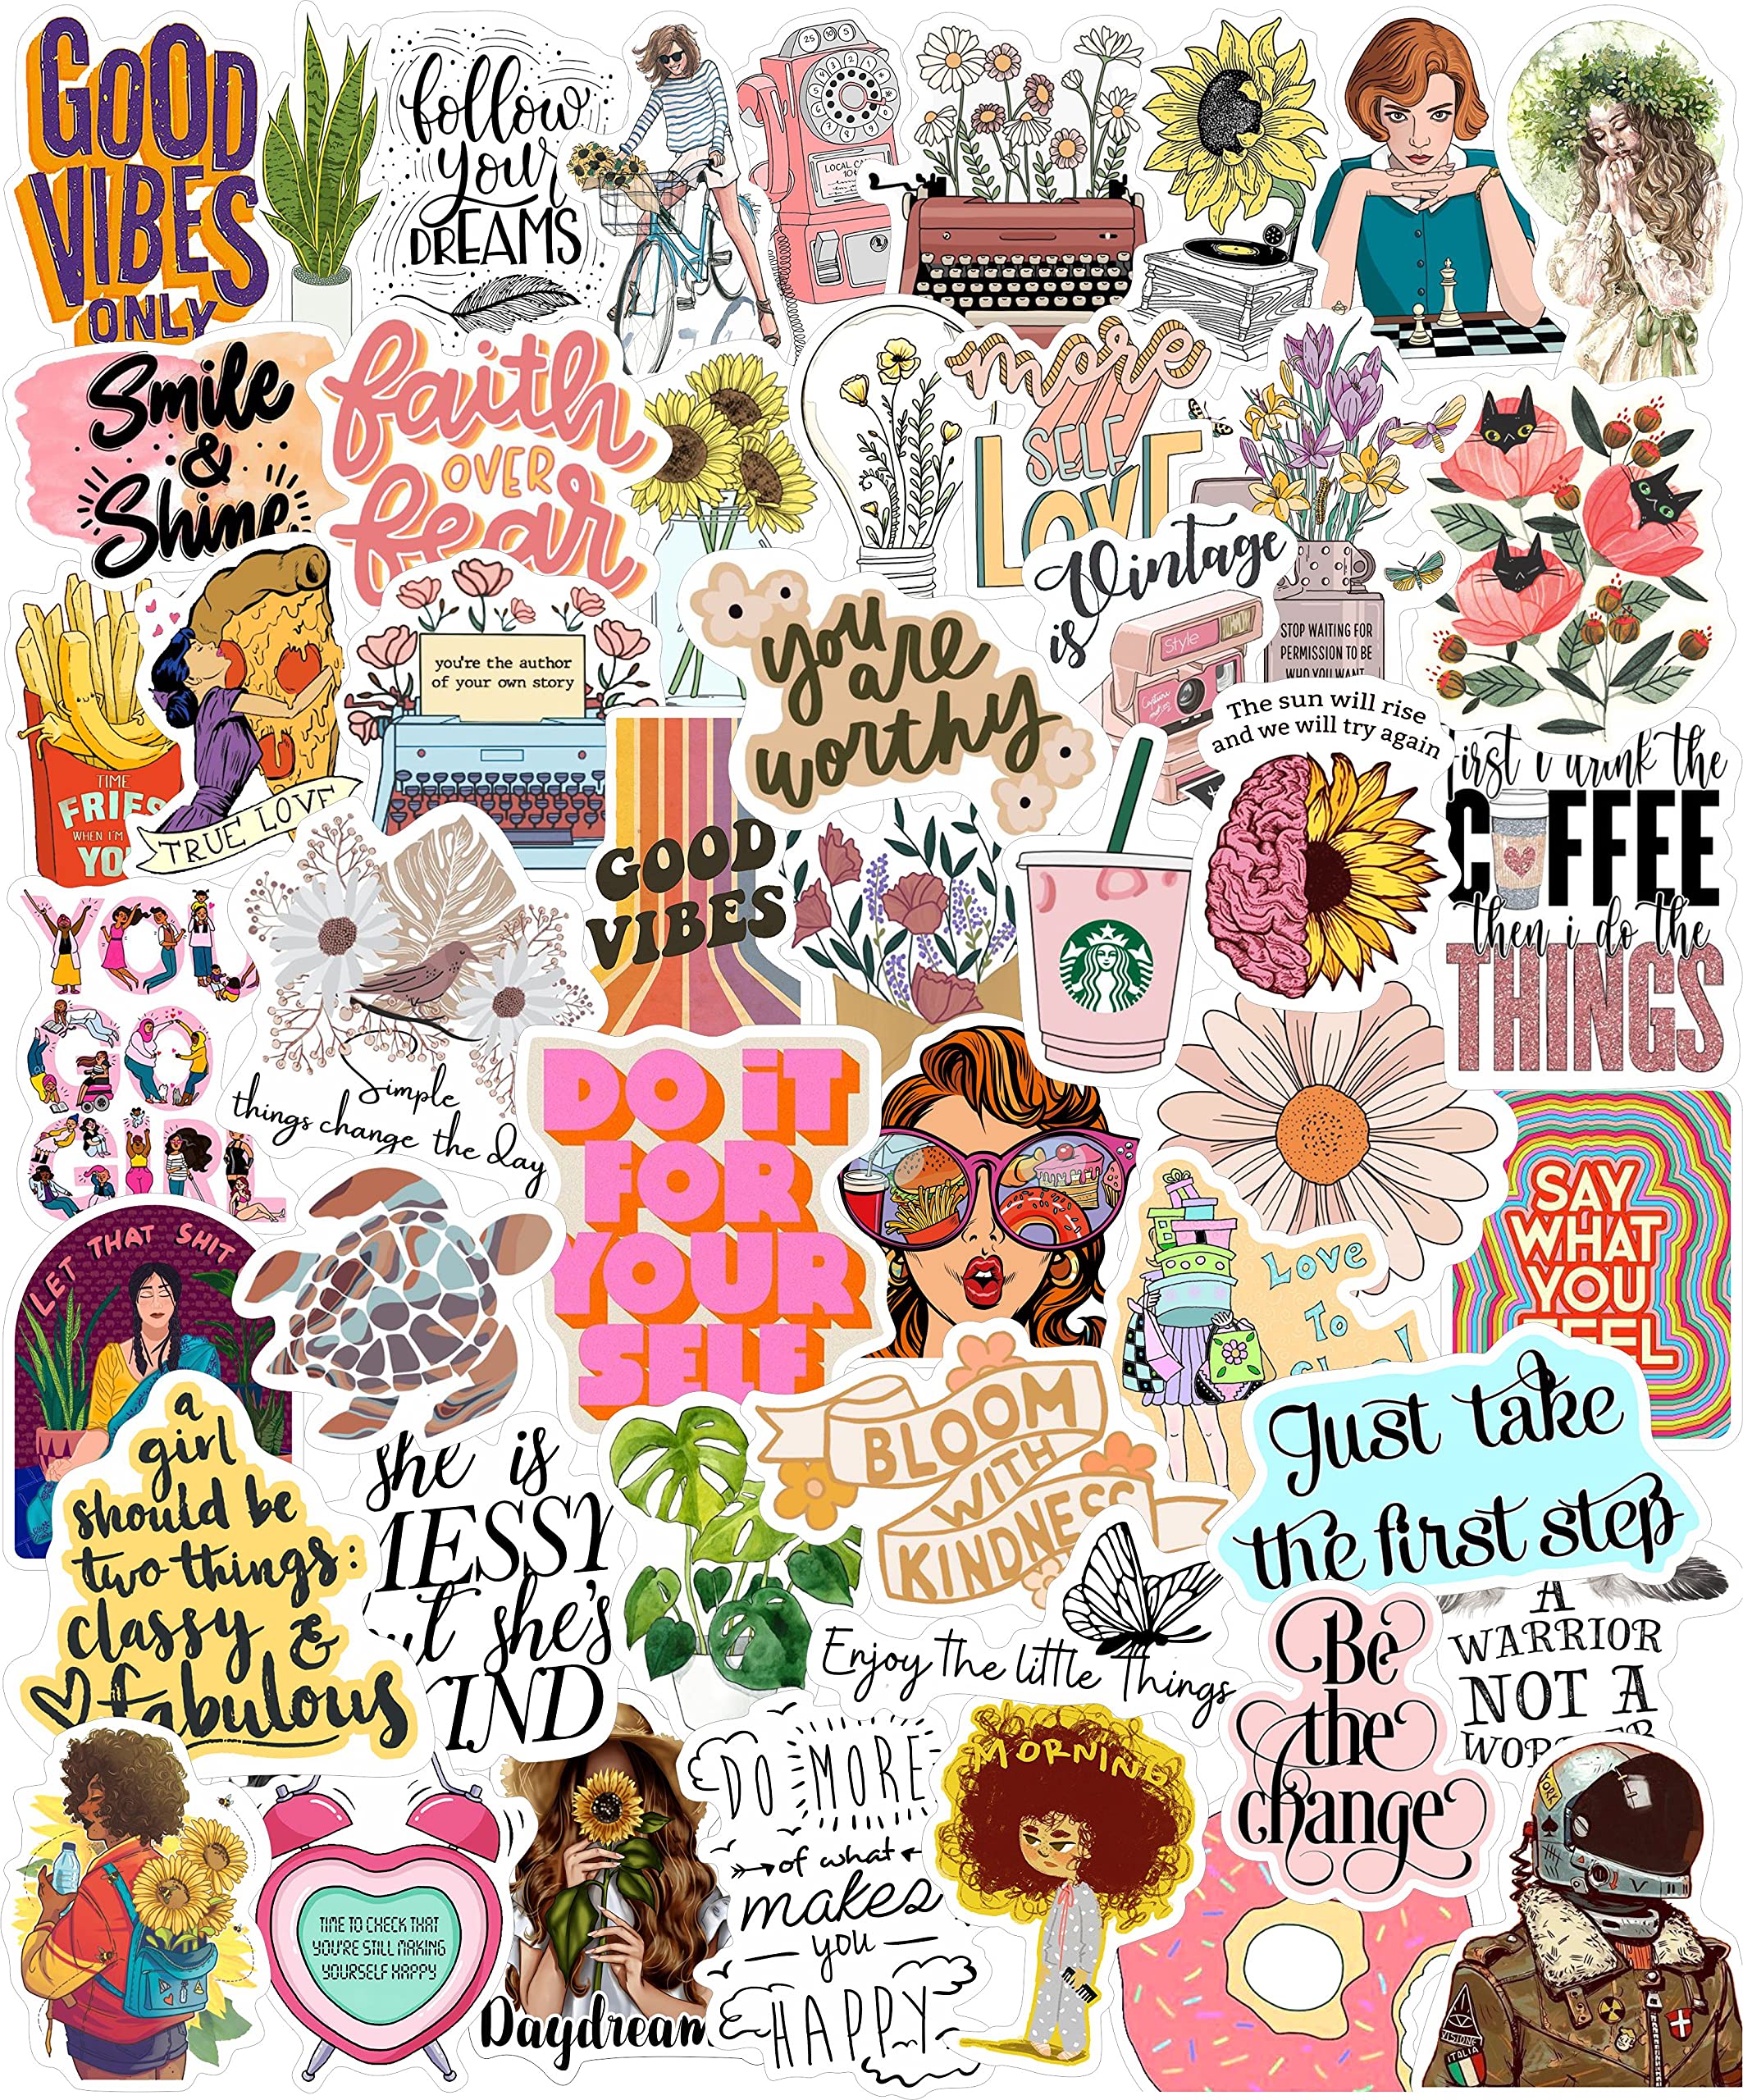 GOOD
VIBES
ONLY
follow
your
DREAMS
25 10 5
LOCAL
Smile
&
Shine
faith
OVER
fear
more
SELF
LOVE
Vintage
is
Style
STOP WAITING FOR
PERMISSION TO BE
WHO YOU WANT
TIME
FRIES
WHEN I'M
YO
TRUE LOVE
you're the author
of your own story
you are
worthy
The sun will rise
and we will try again
first i drink the
COFFEE
then i do the
THINGS
GOOD
VIBES
YOU
GO
GIRL
Simple
things change the day
DO iT
FOR
YOUR
SELF
Love
To
SAY
WHAT
YOU
FEEL
LET THAT SHIT
a
girl
should be
two things:
classy &
fabulous
she is
MESSY
but she's
KIND
BLOOM
WITH
KINDNESS
Just take
the first step
Enjoy the little things
Be
the
change
A
WARRIOR
NOT A
WORRIER
TIME TO CHECK THAT
YOU'RE STILL MAKING
YOURSELF HAPPY
Daydream
DO MORE
of what
makes
you
HAPPY
MORNING
YORK
V
ITALIA